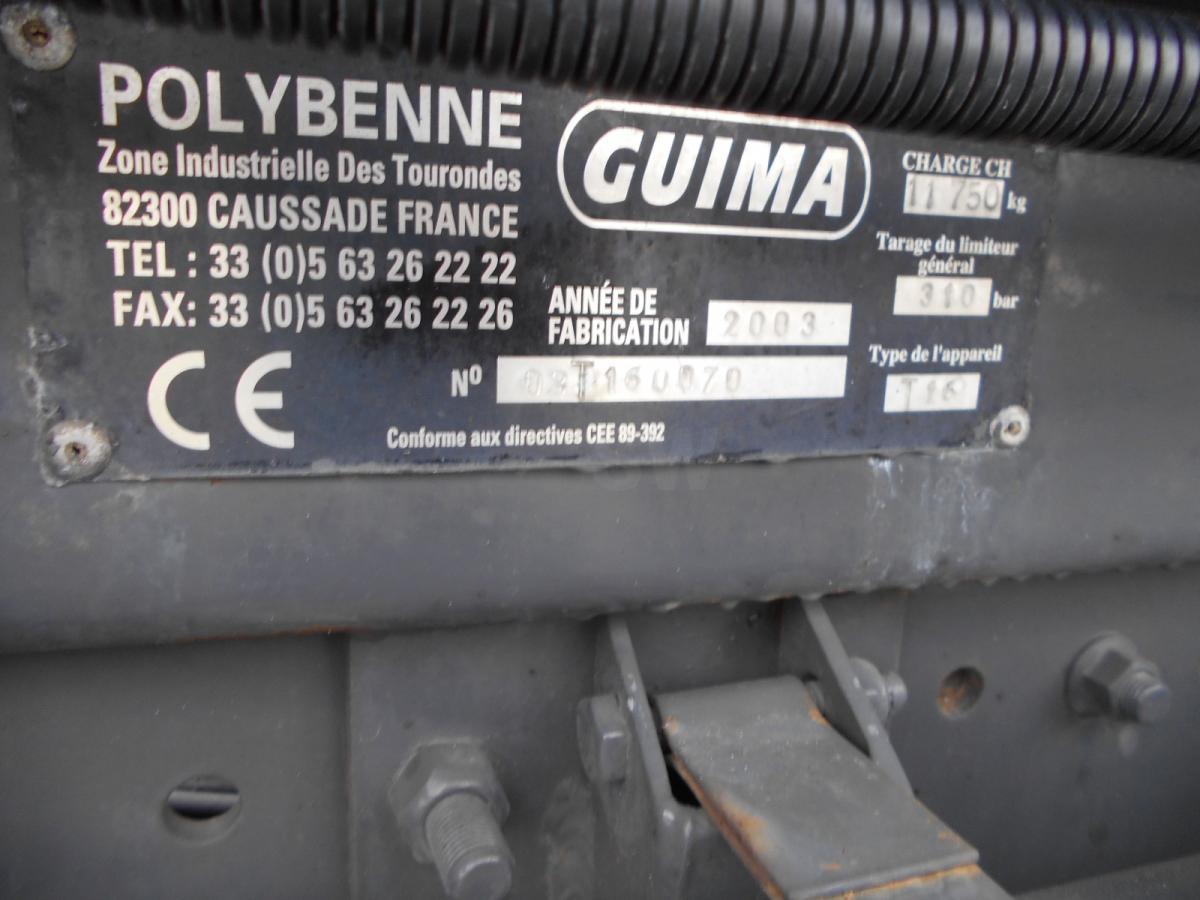 POLYBENNE
Zone Industrielle Des Tourondes
82300 CAUSSADE FRANCE
TEL : 33 (0)5 63 26 22 22
FAX: 33 (0)5 63 26 22 26
GUIMA
CHARGE CH
11 750 kg
Tarage du limiteur
général
310 bar
ANNÉE DE
FABRICATION 2003
Type de l'appareil
T16
Nº
CE
Conforme aux directives CEE 89-392